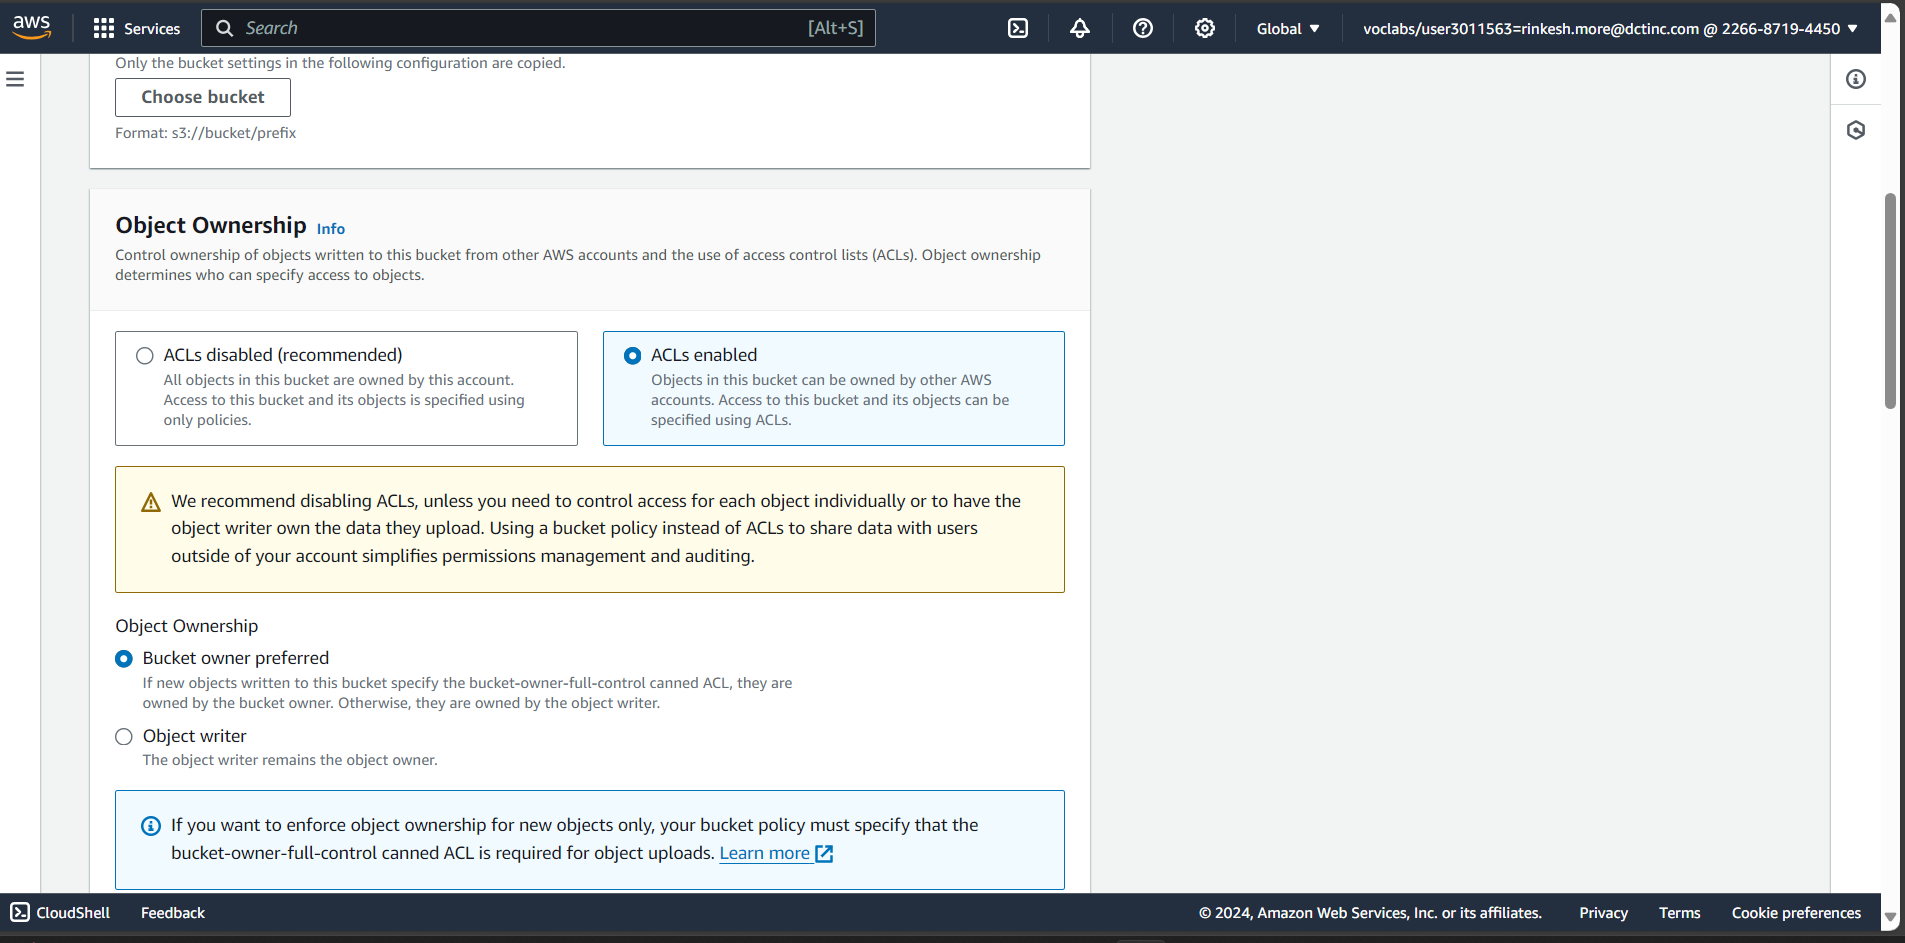 aws
Services
Search
[Alt+S]
Global
voclabs/user3011563=rinkesh.more@dctinc.com @ 2266-8719-4450
Only the bucket settings in the following configuration are copied.
Choose bucket
Format: s3://bucket/prefix
Object Ownership Info
Control ownership of objects written to this bucket from other AWS accounts and the use of access control lists (ACLs). Object ownership
determines who can specify access to objects.
ACLs disabled (recommended)
All objects in this bucket are owned by this account.
Access to this bucket and its objects is specified using
only policies.
ACLs enabled
Objects in this bucket can be owned by other AWS
accounts. Access to this bucket and its objects can be
specified using ACLs.
We recommend disabling ACLs, unless you need to control access for each object individually or to have the
object writer own the data they upload. Using a bucket policy instead of ACLs to share data with users
outside of your account simplifies permissions management and auditing.
Object Ownership
Bucket owner preferred
If new objects written to this bucket specify the bucket-owner-full-control canned ACL, they are
owned by the bucket owner. Otherwise, they are owned by the object writer.
Object writer
The object writer remains the object owner.
If you want to enforce object ownership for new objects only, your bucket policy must specify that the
bucket-owner-full-control canned ACL is required for object uploads. Learn more
CloudShell
Feedback
© 2024, Amazon Web Services, Inc. or its affiliates.
Privacy
Terms
Cookie preferences